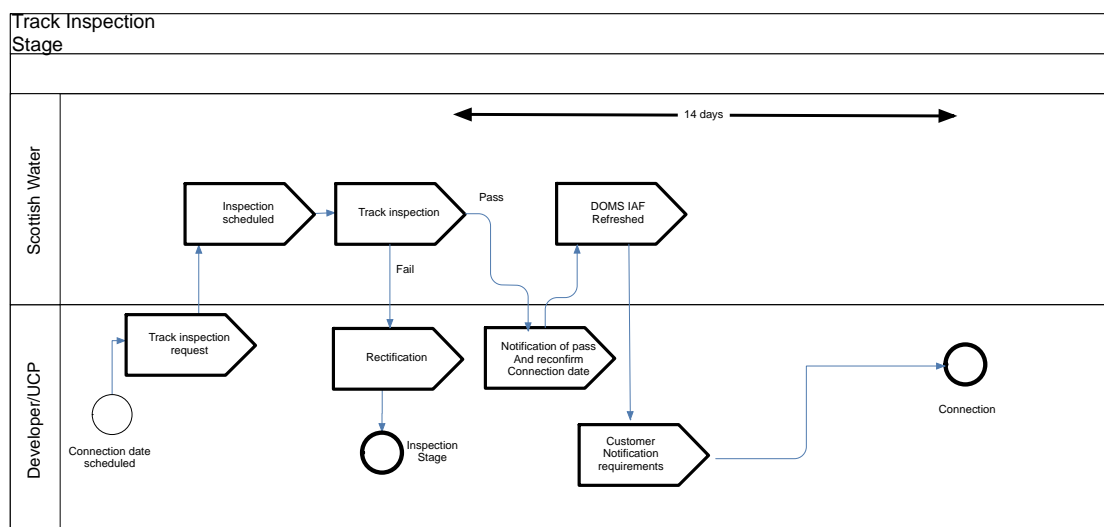 Track Inspection
Stage
Scottish Water
14 days
Inspection
scheduled
Track inspection
Pass
DOMS IAF
Refreshed
Fail
Developer/UCP
Track inspection
request
Rectification
Notification of pass
And reconfirm
Connection date
Connection
Connection date
scheduled
Inspection
Stage
Customer
Notification
requirements